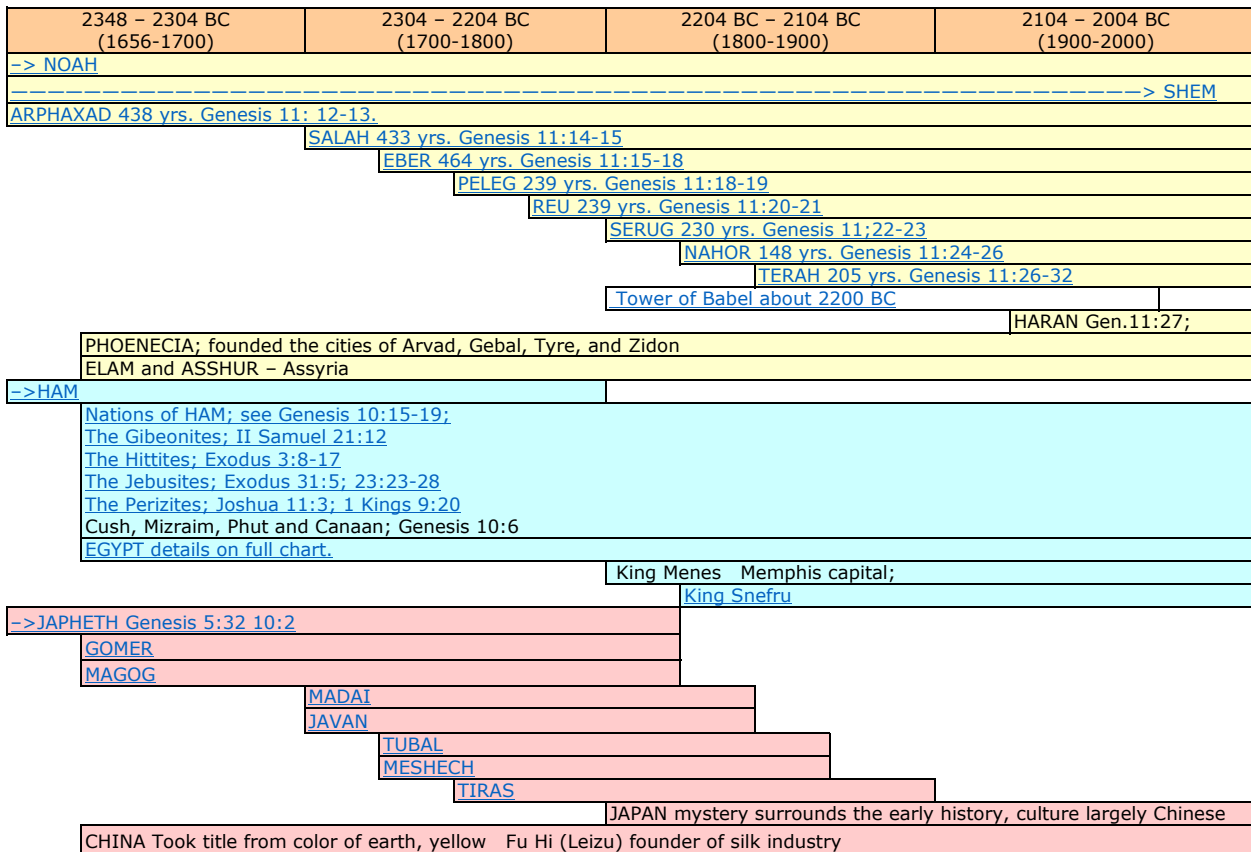 2348 – 2304 BC 2304 – 2204 BC 2204 BC – 2104 BC 2104 – 2004 BC
(1656-1700) (1700-1800) (1800-1900) (1900-2000)
–> NOAH
————————————————————————————————————————————————————————————————————> SHEM
ARPHAXAD 438 yrs. Genesis 11: 12-13.
SALAH 433 yrs. Genesis 11:14-15
EBER 464 yrs. Genesis 11:15-18
PELEG 239 yrs. Genesis 11:18-19
REU 239 yrs. Genesis 11:20-21
SERUG 230 yrs. Genesis 11;22-23
NAHOR 148 yrs. Genesis 11:24-26
TERAH 205 yrs. Genesis 11:26-32
Tower of Babel about 2200 BC
HARAN Gen.11:27;
PHOENECIA; founded the cities of Arvad, Gebal, Tyre, and Zidon
ELAM and ASSHUR – Assyria
–>HAM
Nations of HAM; see Genesis 10:15-19;
The Gibeonites; II Samuel 21:12
The Hittites; Exodus 3:8-17
The Jebusites; Exodus 31:5; 23:23-28
The Perizites; Joshua 11:3; 1 Kings 9:20
Cush, Mizraim, Phut and Canaan; Genesis 10:6
EGYPT details on full chart.
King Menes Memphis capital;
King Snefru
–>JAPHETH Genesis 5:32 10:2
GOMER
MAGOG
MADAI
JAVAN
TUBAL
MESHECH
TIRAS
JAPAN mystery surrounds the early history, culture largely Chinese
CHINA Took title from color of earth, yellow Fu Hi (Leizu) founder of silk industry